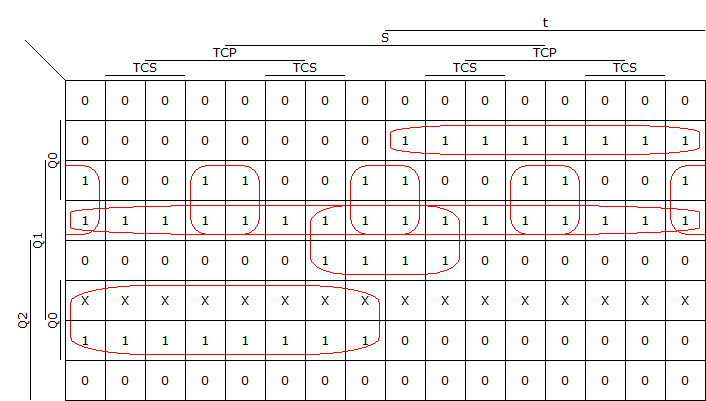 t
S
TCP TCP
TCS TCS TCS TCS
0 0 0 0 0 0 0 0 0 0 0 0 0 0 0 0
Q0 0 0 0 0 0 0 0 0 1 1 1 1 1 1 1 1
1 0 0 1 1 0 0 1 1 0 0 1 1 0 0 1
Q1 1 1 1 1 1 1 1 1 1 1 1 1 1 1 1 1
0 0 0 0 0 0 1 1 1 1 0 0 0 0 0 0
Q2 Q0 X X X X X X X X X X X X X X X X
1 1 1 1 1 1 1 1 0 0 0 0 0 0 0 0
0 0 0 0 0 0 0 0 0 0 0 0 0 0 0 0